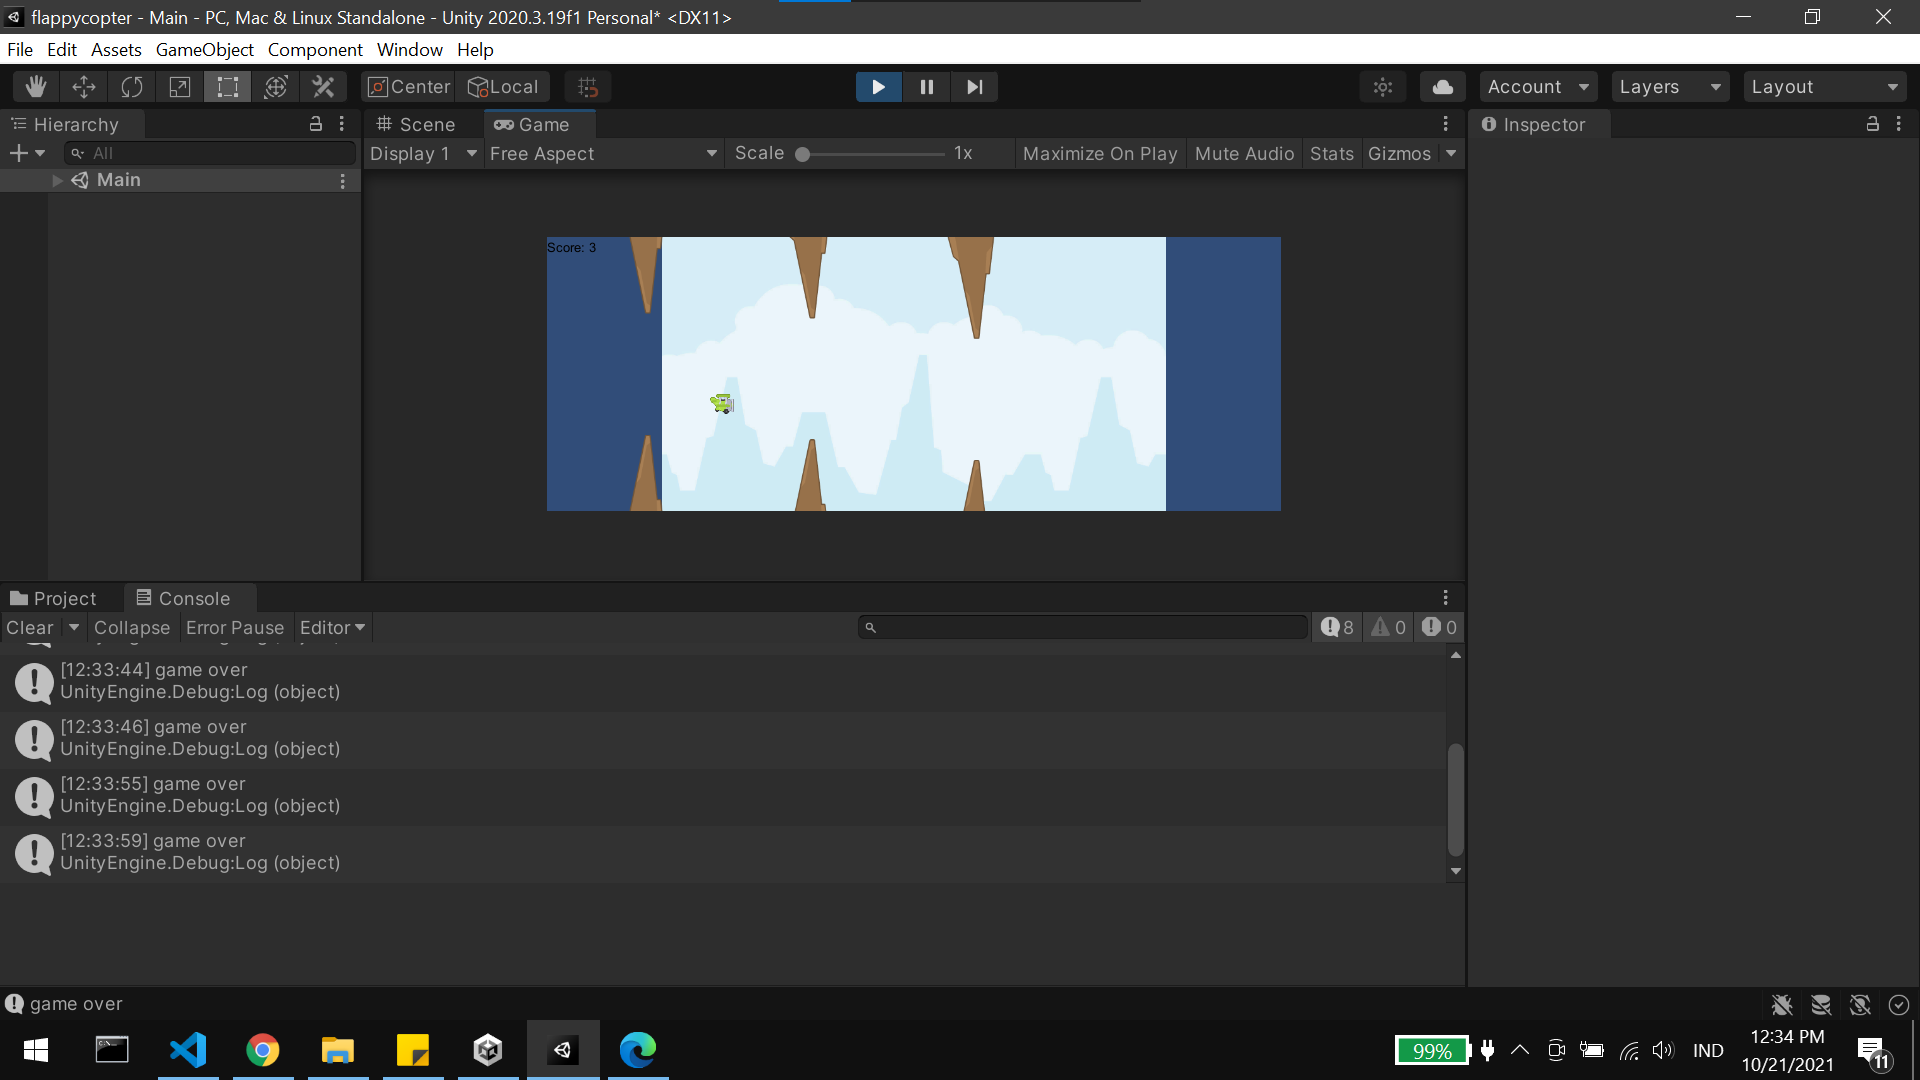 flappycopter - Main - PC, Mac & Linux Standalone - Unity 2020.3.19f1 Personal* <DX11>
File Edit Assets GameObject Component Window Help
Center Local Account Layers Layout
Hierarchy
Scene Game
Inspector
All
Display 1 Free Aspect Scale 1x Maximize On Play Mute Audio Stats Gizmos
Main
Score: 3
Project Console
Clear Collapse Error Pause Editor 8 0 0
[12:33:44] game over
UnityEngine.Debug:Log (object)
[12:33:46] game over
UnityEngine.Debug:Log (object)
[12:33:55] game over
UnityEngine.Debug:Log (object)
[12:33:59] game over
UnityEngine.Debug:Log (object)
game over
99% IND 12:34 PM
10/21/2021 11